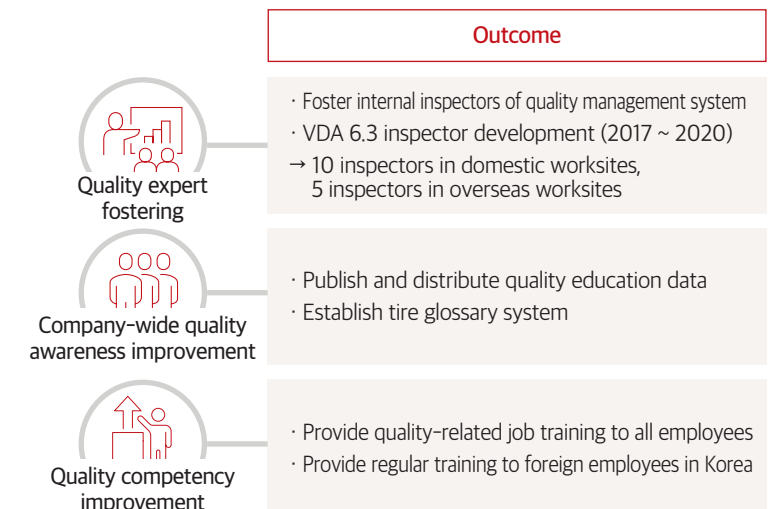 Outcome
Quality expert
fostering
· Foster internal inspectors of quality management system
· VDA 6.3 inspector development (2017 ~ 2020)
→ 10 inspectors in domestic worksites,
5 inspectors in overseas worksites
Company-wide quality
awareness improvement
· Publish and distribute quality education data
· Establish tire glossary system
Quality competency
improvement
· Provide quality-related job training to all employees
· Provide regular training to foreign employees in Korea